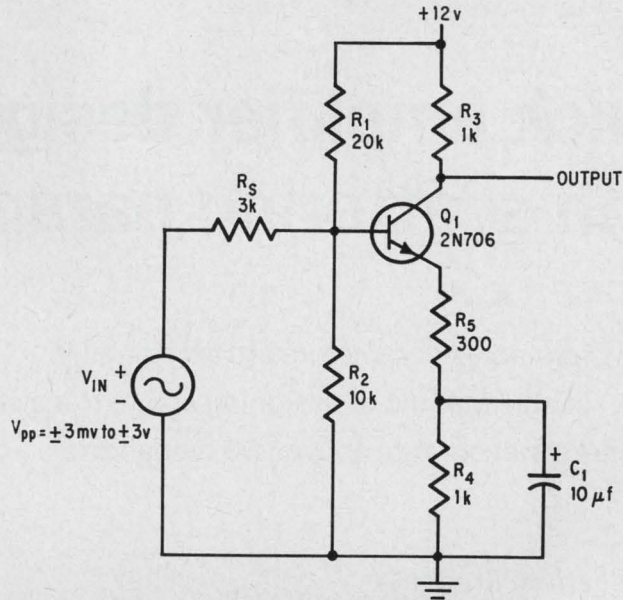 +12v
R1
20k
R3
1k
OUTPUT
RS
3k
Q1
2N706
R5
300
VIN
+
−
Vpp = ±3mv to ±3v
R2
10k
R4
1k
+
C1
10 μf